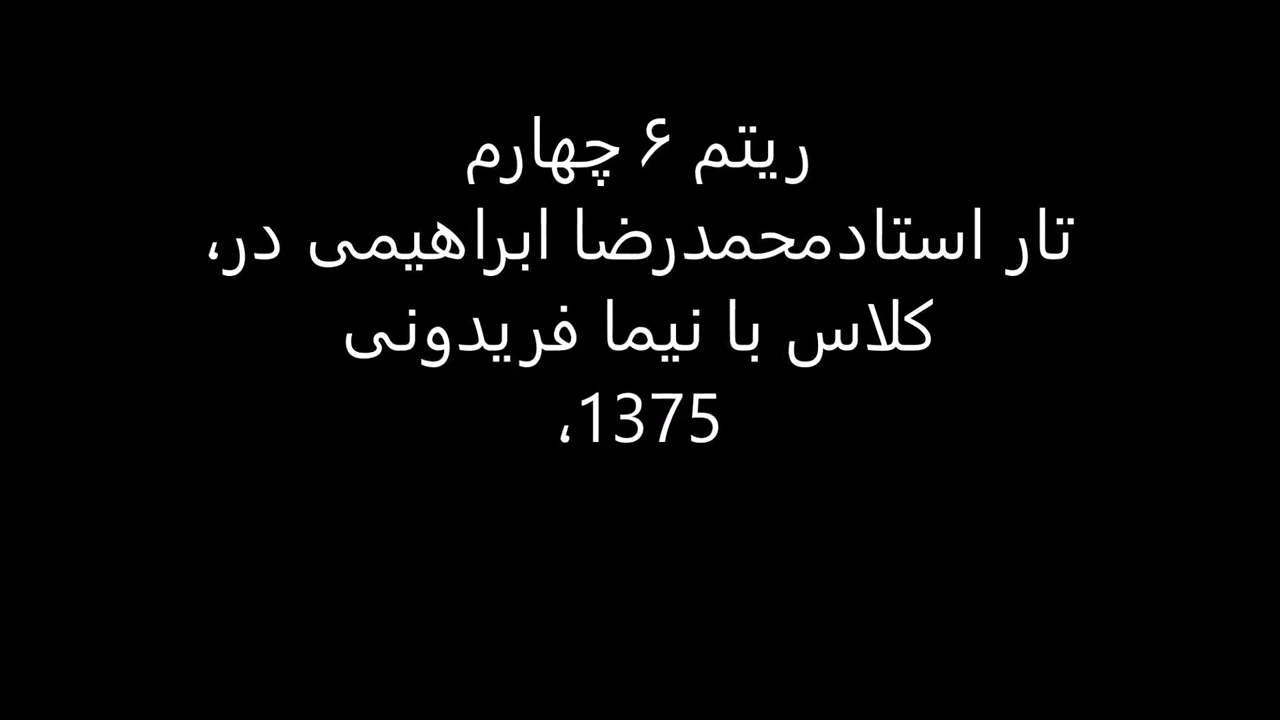 ریتم ۶ چهارم
تار استادمحمدرضا ابراهیمی در،
کلاس با نیما فریدونی
1375،